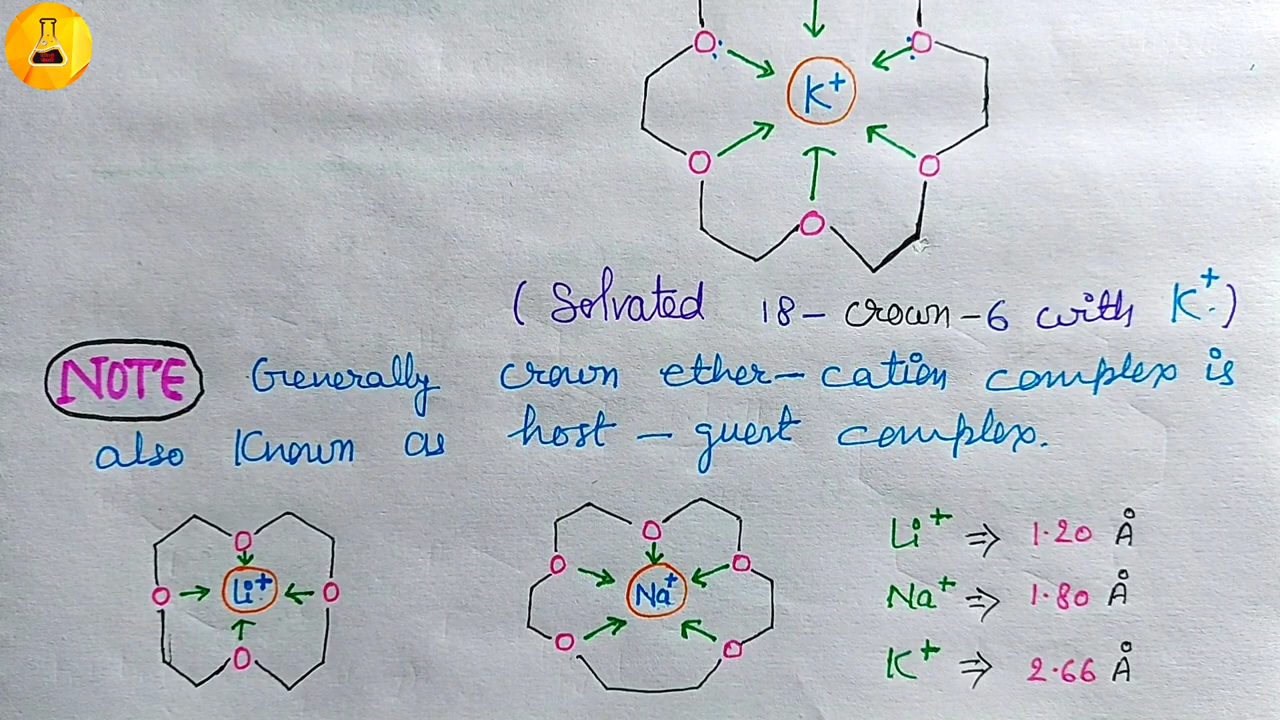 O: O:
K+
O O
O
(Solvated 18-crown-6 with K+.)
NOTE Generally crown ether-cation complex is
also Known as host-guest complex.
O O
O O O Li+ ⇒ 1.20 Å
O Li+ O Na+ Na+ ⇒ 1.80 Å
O O O K+ ⇒ 2.66 Å